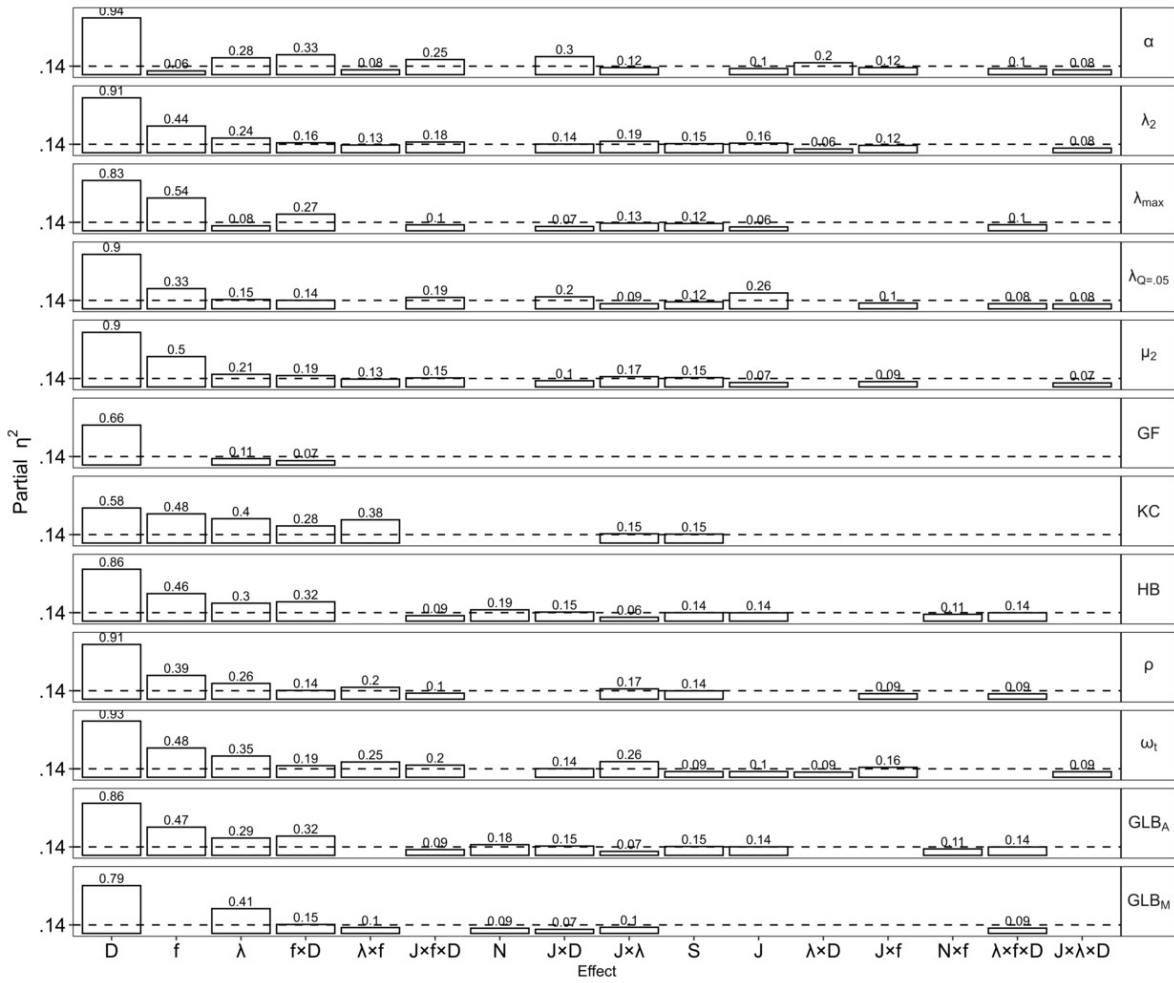 0.94 0.06 0.28 0.33 0.08 0.25 0.3 0.12 0.1 0.2 0.12 0.1 0.08
.14
α
0.91 0.44 0.24 0.16 0.13 0.18 0.14 0.19 0.15 0.16 0.06 0.12 0.08
.14
λ₂
0.83 0.54 0.08 0.27 0.1 0.07 0.13 0.12 0.06 0.1
.14
λmax
0.9 0.33 0.15 0.14 0.19 0.2 0.09 0.12 0.26 0.1 0.08 0.08
.14
λQ=.05
0.9 0.5 0.21 0.19 0.13 0.15 0.1 0.17 0.15 0.07 0.09 0.07
.14
μ₂
0.66 0.11 0.07
.14
GF
0.58 0.48 0.4 0.28 0.38 0.15 0.15
.14
KC
0.86 0.46 0.3 0.32 0.09 0.19 0.15 0.06 0.14 0.14 0.11 0.14
.14
HB
0.91 0.39 0.26 0.14 0.2 0.1 0.17 0.14 0.09 0.09
.14
ρ
0.93 0.48 0.35 0.19 0.25 0.2 0.14 0.26 0.09 0.1 0.09 0.16 0.09
.14
ωt
0.86 0.47 0.29 0.32 0.09 0.18 0.15 0.07 0.15 0.14 0.11 0.14
.14
GLBA
0.79 0.41 0.15 0.1 0.09 0.07 0.1 0.09
.14
GLBM
Partial η²
D f λ f×D λ×f J×f×D N J×D J×λ S J λ×D J×f N×f λ×f×D J×λ×D
Effect